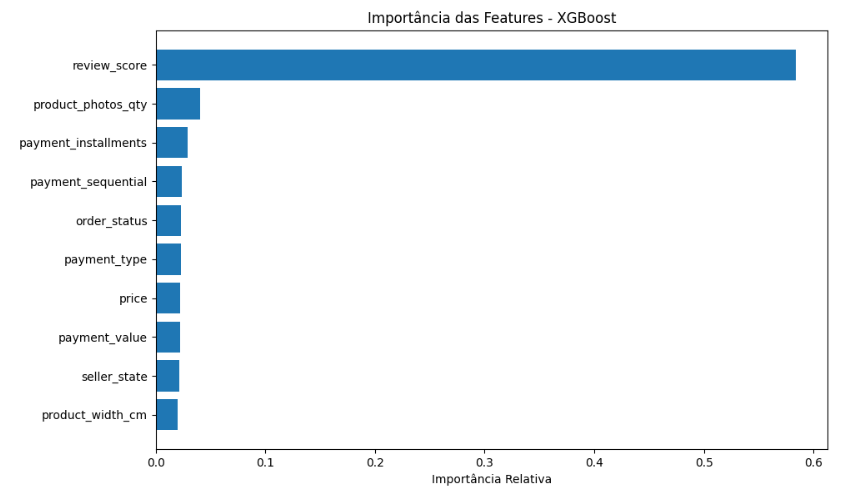 Importância das Features - XGBoost
review_score
product_photos_qty
payment_installments
payment_sequential
order_status
payment_type
price
payment_value
seller_state
product_width_cm
0.0 0.1 0.2 0.3 0.4 0.5 0.6
Importância Relativa